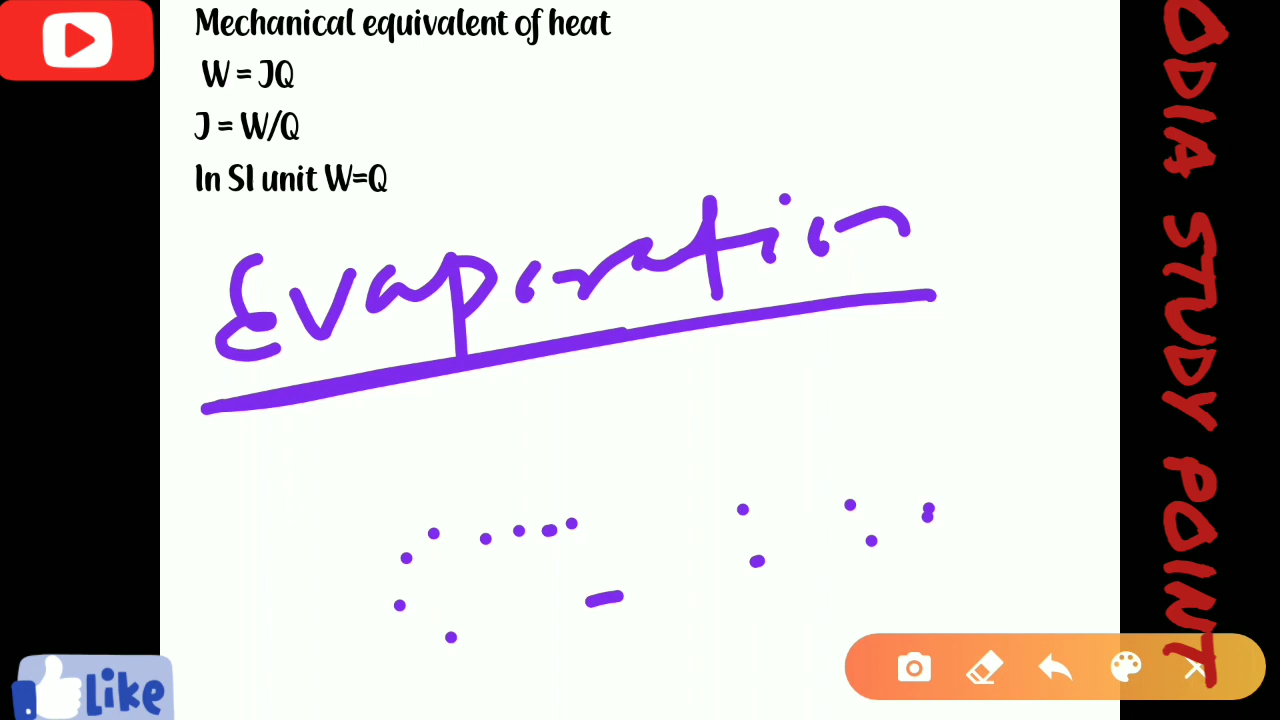 Mechanical equivalent of heat
W = JQ
J = W/Q
In SI unit W=Q
Evaporation
ODIA STUDY POINT
Like